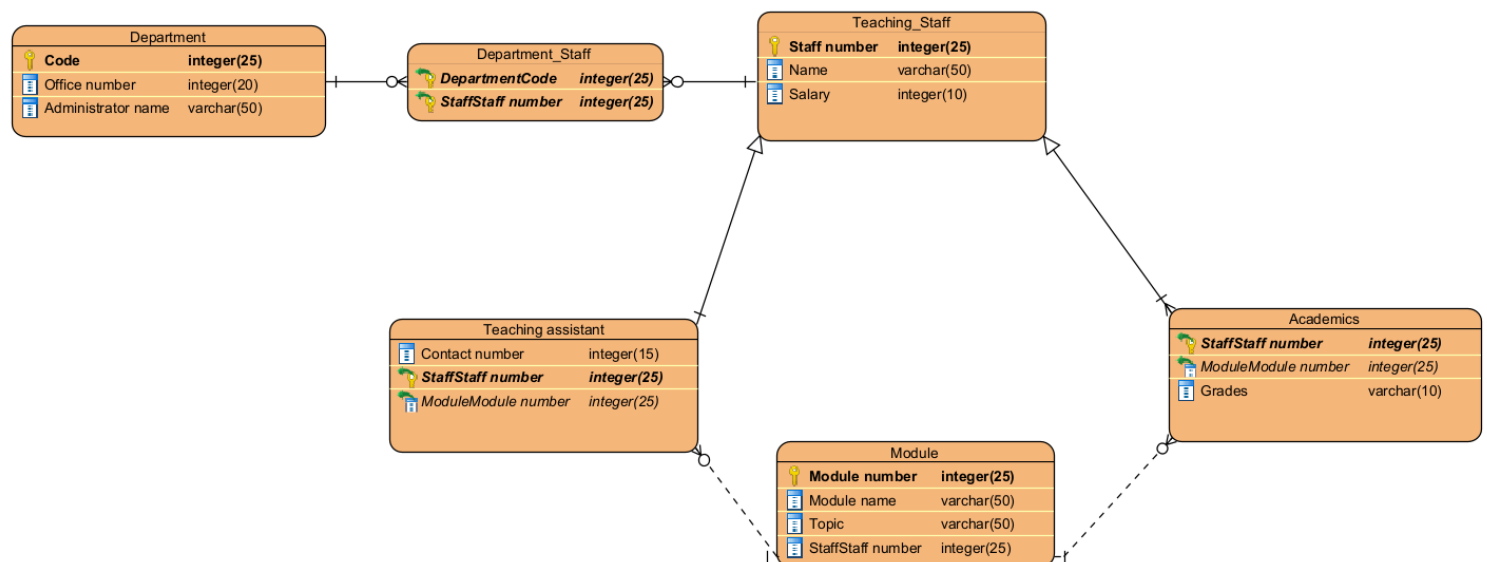 Department
Code integer(25)
Office number integer(20)
Administrator name varchar(50)
Department_Staff
DepartmentCode integer(25)
StaffStaff number integer(25)
Teaching_Staff
Staff number integer(25)
Name varchar(50)
Salary integer(10)
Teaching assistant
Contact number integer(15)
StaffStaff number integer(25)
ModuleModule number integer(25)
Academics
StaffStaff number integer(25)
ModuleModule number integer(25)
Grades varchar(10)
Module
Module number integer(25)
Module name varchar(50)
Topic varchar(50)
StaffStaff number integer(25)